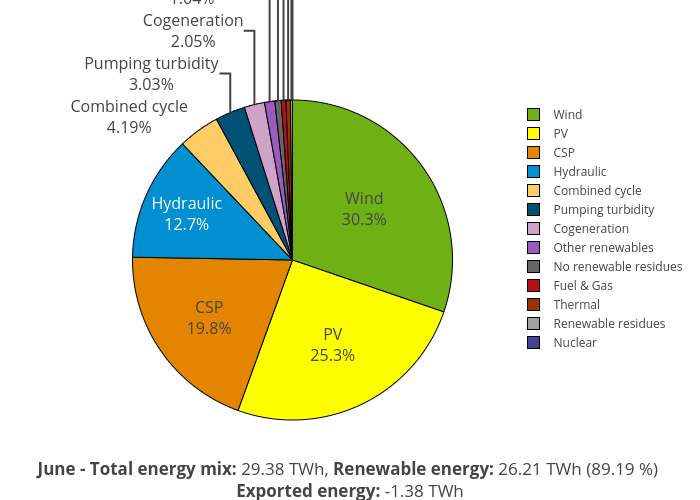 Cogeneration
2.05%
Pumping turbidity
3.03%
Combined cycle
4.19%
Hydraulic
12.7%
Wind
30.3%
CSP
19.8%
PV
25.3%
Wind
PV
CSP
Hydraulic
Combined cycle
Pumping turbidity
Cogeneration
Other renewables
No renewable residues
Fuel & Gas
Thermal
Renewable residues
Nuclear
June - Total energy mix: 29.38 TWh, Renewable energy: 26.21 TWh (89.19 %)
Exported energy: -1.38 TWh